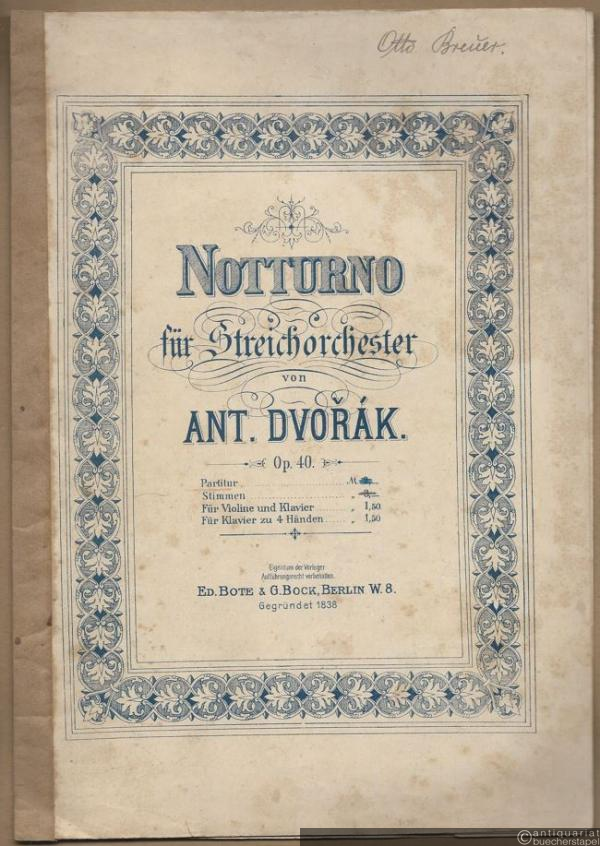 Otto Breuer.
NOTTURNO
für Streichorchester
von
ANT. DVOŘÁK.
Op. 40.
Partitur M.
Stimmen „
Für Violine und Klavier „ 1,50
Für Klavier zu 4 Händen „ 1,50
Eigentum der Verleger
Aufführungsrecht vorbehalten.
ED. BOTE & G. BOCK, BERLIN W. 8.
Gegründet 1838
©antiquariat
buecherstapel